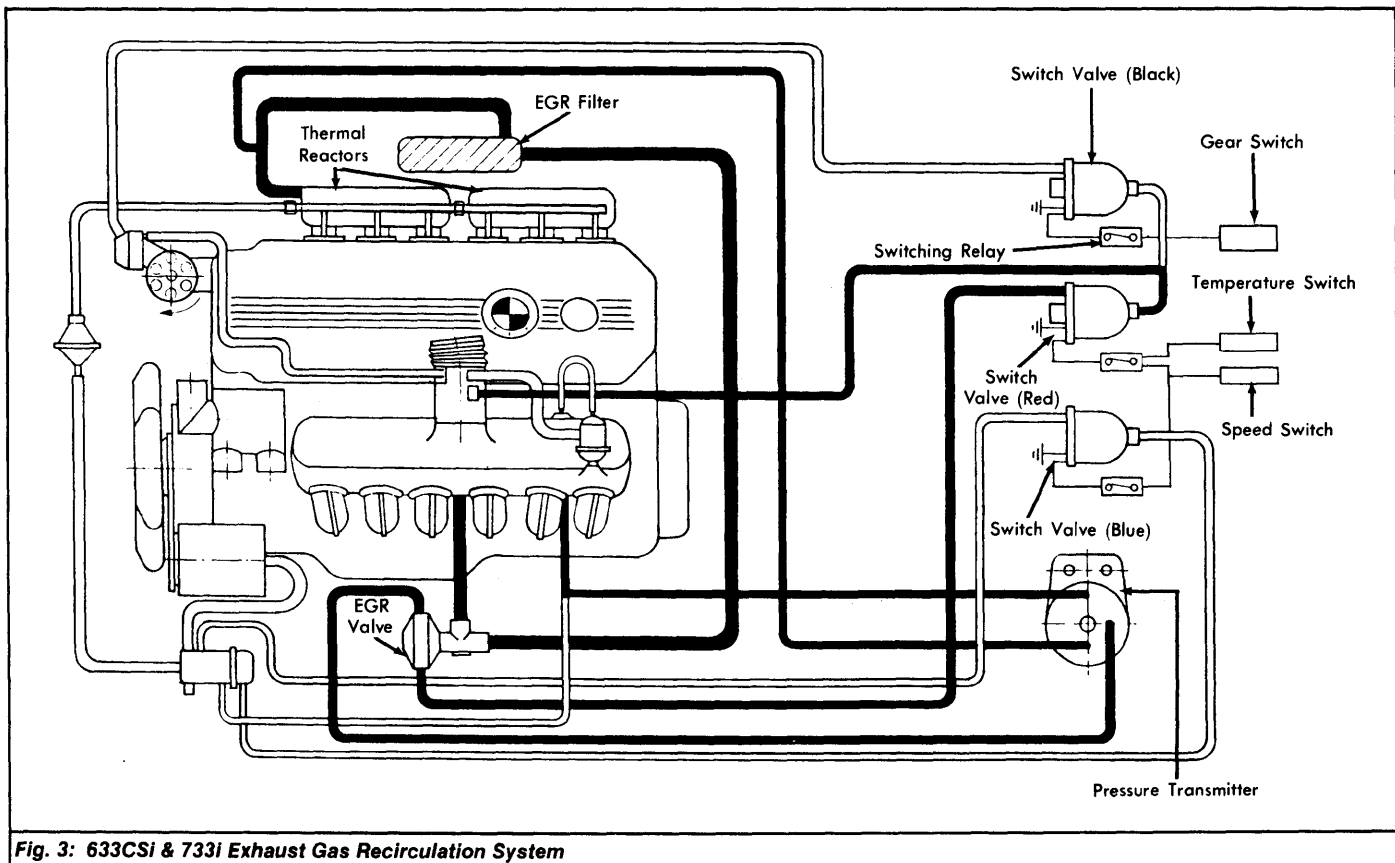 Switch Valve (Black)
EGR Filter
Gear Switch
Thermal
Reactors
Switching Relay
Temperature Switch
Switch
Valve (Red)
Speed Switch
Switch Valve (Blue)
EGR
Valve
Pressure Transmitter
Fig. 3: 633CSi & 733i Exhaust Gas Recirculation System